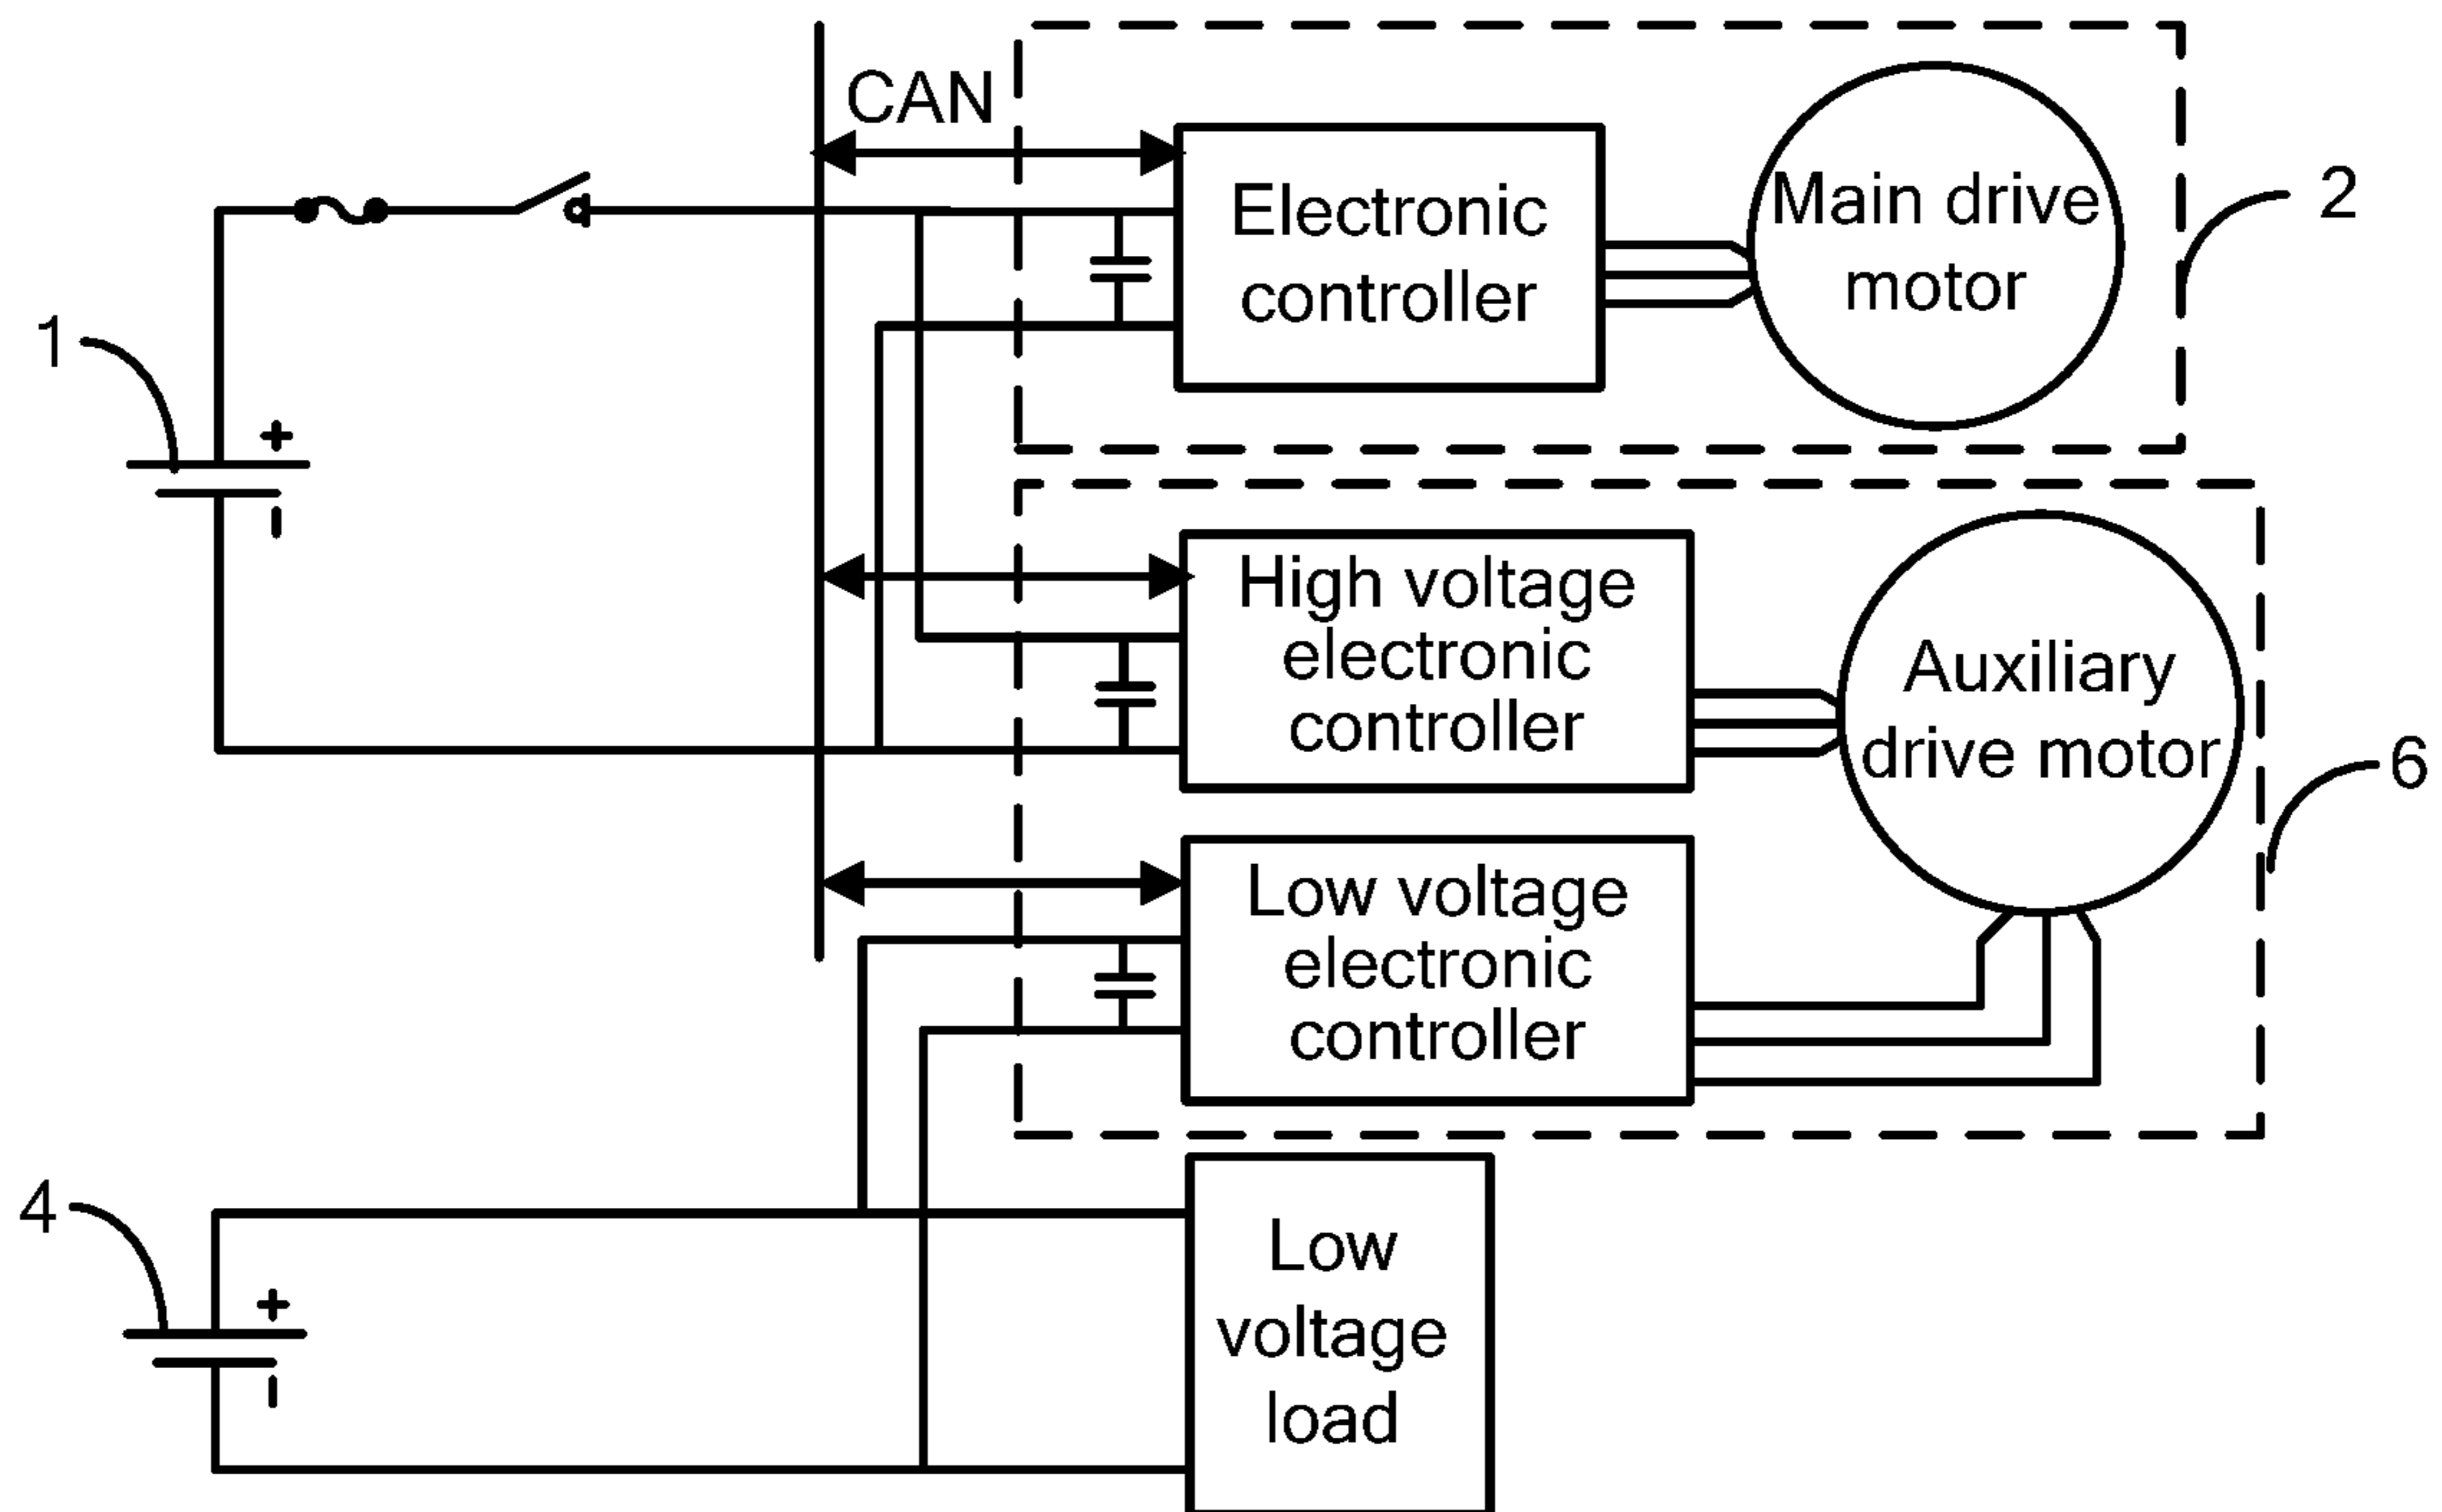 CAN
Electronic
controller
Main drive
motor
2
1
+
-
High voltage
electronic
controller
Auxiliary
drive motor
6
Low voltage
electronic
controller
4
+
-
Low
voltage
load